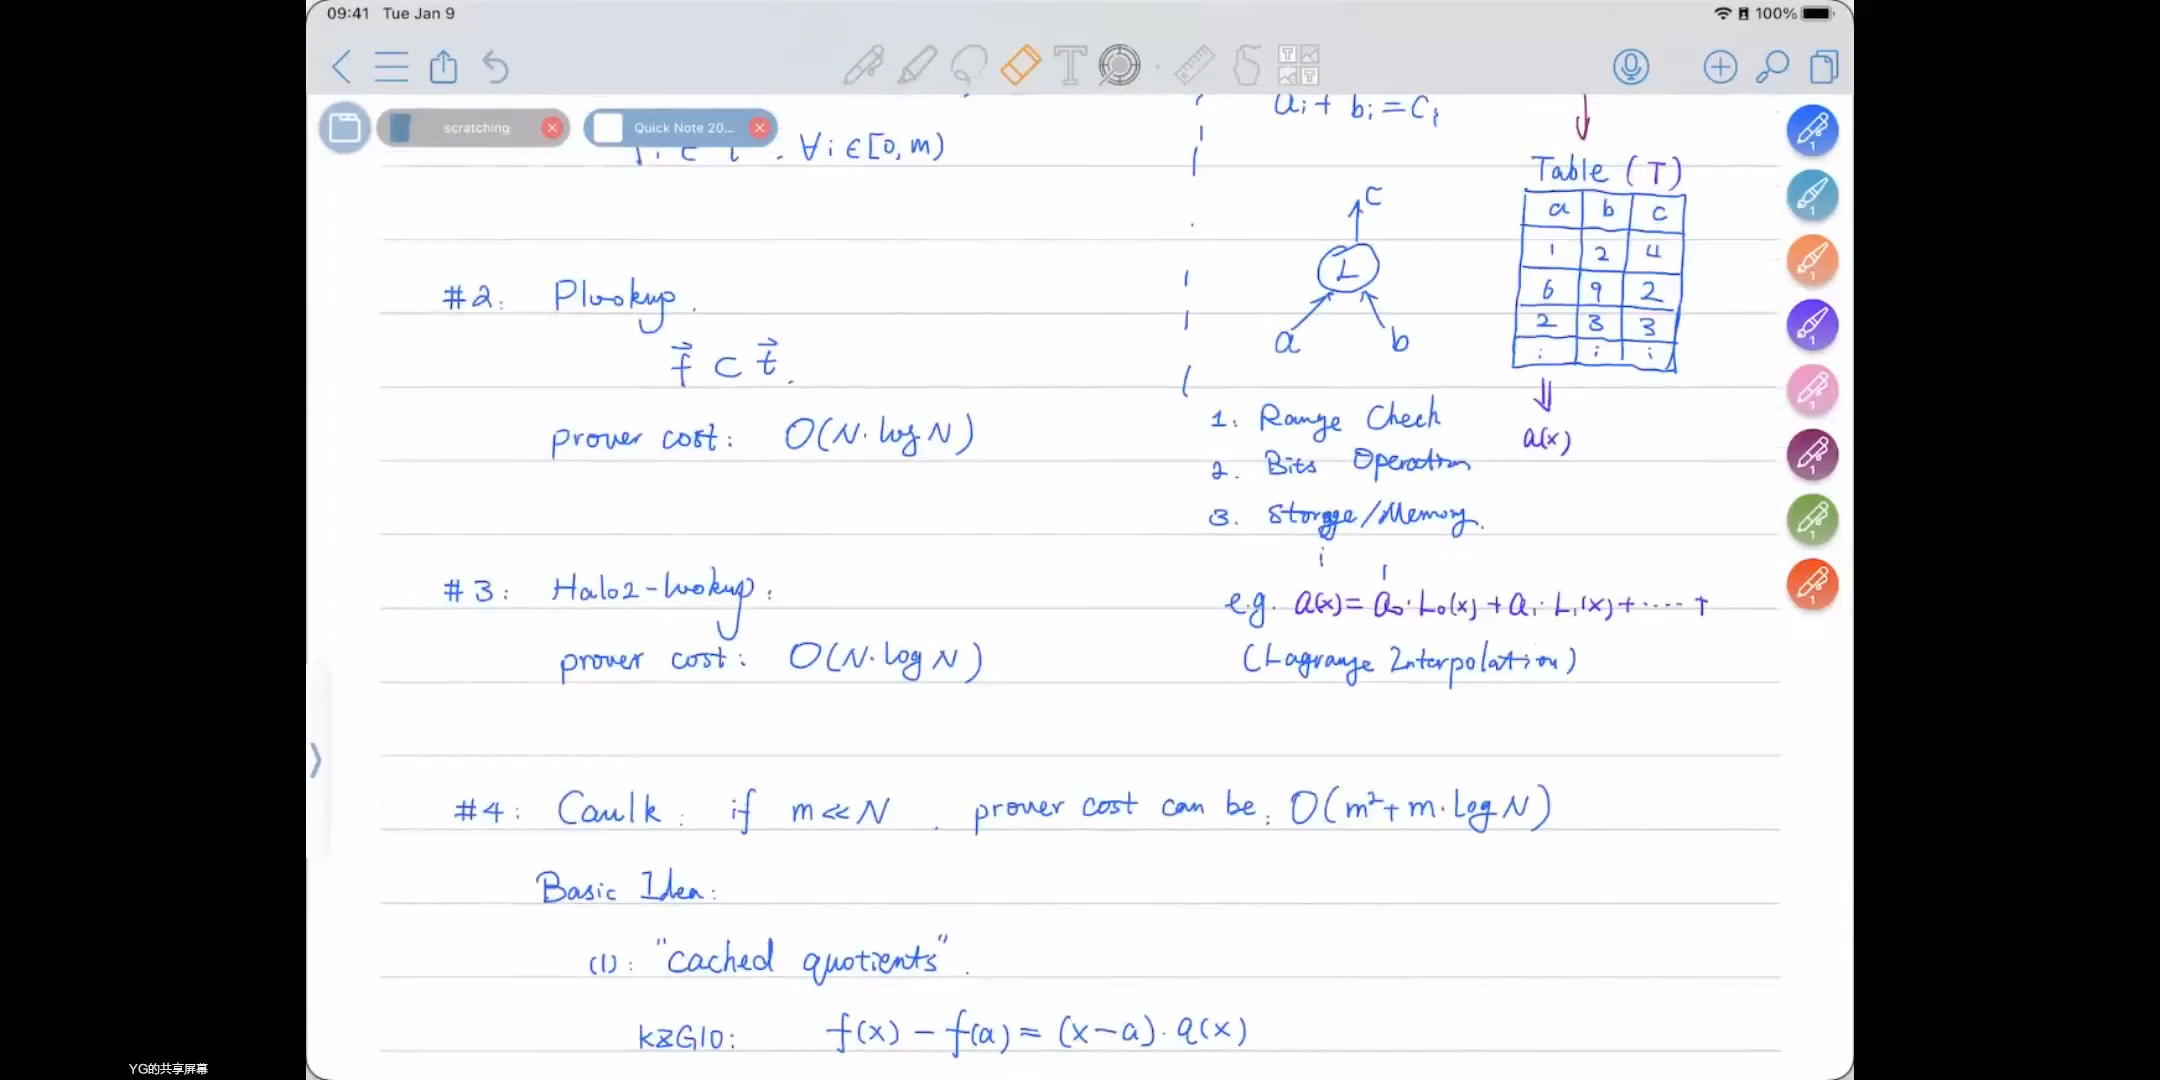 09:41 Tue Jan 9
100%
scratching
Quick Note 20...
∀i∈[0,m)
#2: Plookup.
f⃗ ⊂ t⃗.
prover cost: O(N·logN)
#3: Halo2-lookup:
prover cost: O(N·logN)
#4: Caulk: if m≪N. prover cost can be: O(m²+m·logN)
Basic Idea:
(1): "cached quotients".
KZG10: f(x) - f(a) = (x-a)·q(x)
aᵢ + bᵢ = cᵢ
Table (T)
a b c
1 2 4
6 9 2
2 3 3
⋮ ⋮ ⋮
⇓
a(x)
c
L
a b
1. Range Check
2. Bits Operation
3. Storage/Memory.
e.g. a(x) = a₀·L₀(x) + a₁·L₁(x) + ···· +
(Lagrange Interpolation)
YG的共享屏幕